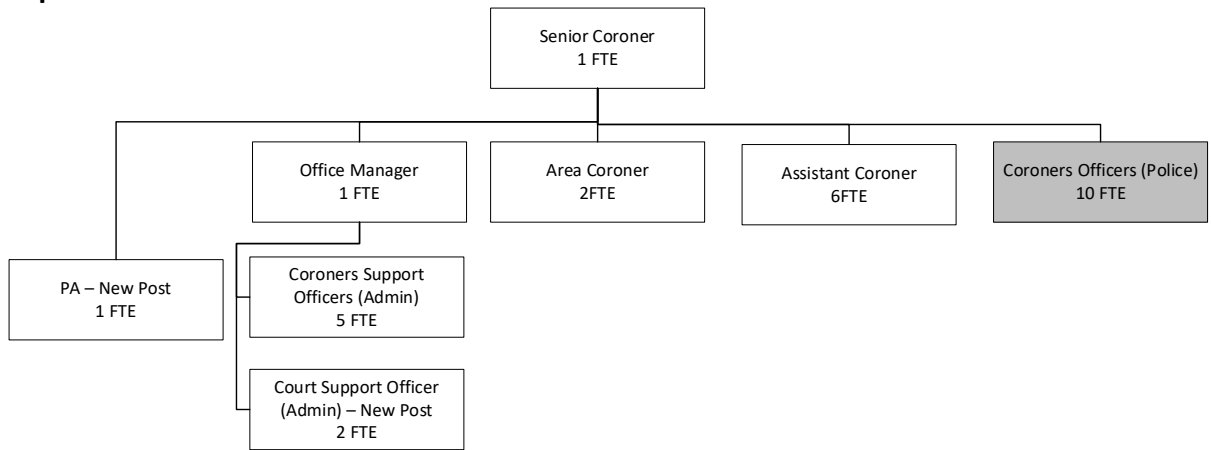 Senior Coroner
1 FTE
Office Manager
1 FTE
Area Coroner
2FTE
Assistant Coroner
6FTE
Coroners Officers (Police)
10 FTE
PA – New Post
1 FTE
Coroners Support
Officers (Admin)
5 FTE
Court Support Officer
(Admin) – New Post
2 FTE